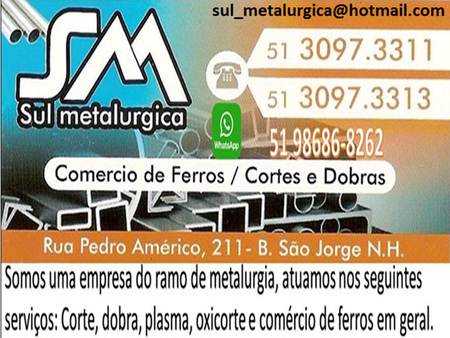 sul_metalurgica@hotmail.com
SM
Sul metalurgica
51 3097.3311
51 3097.3313
WhatsApp
51 98686-8262
Comercio de Ferros / Cortes e Dobras
Rua Pedro Américo, 211- B. São Jorge N.H.
Somos uma empresa do ramo de metalurgia, atuamos nos seguintes
serviços: Corte, dobra, plasma, oxicorte e comércio de ferros em geral.